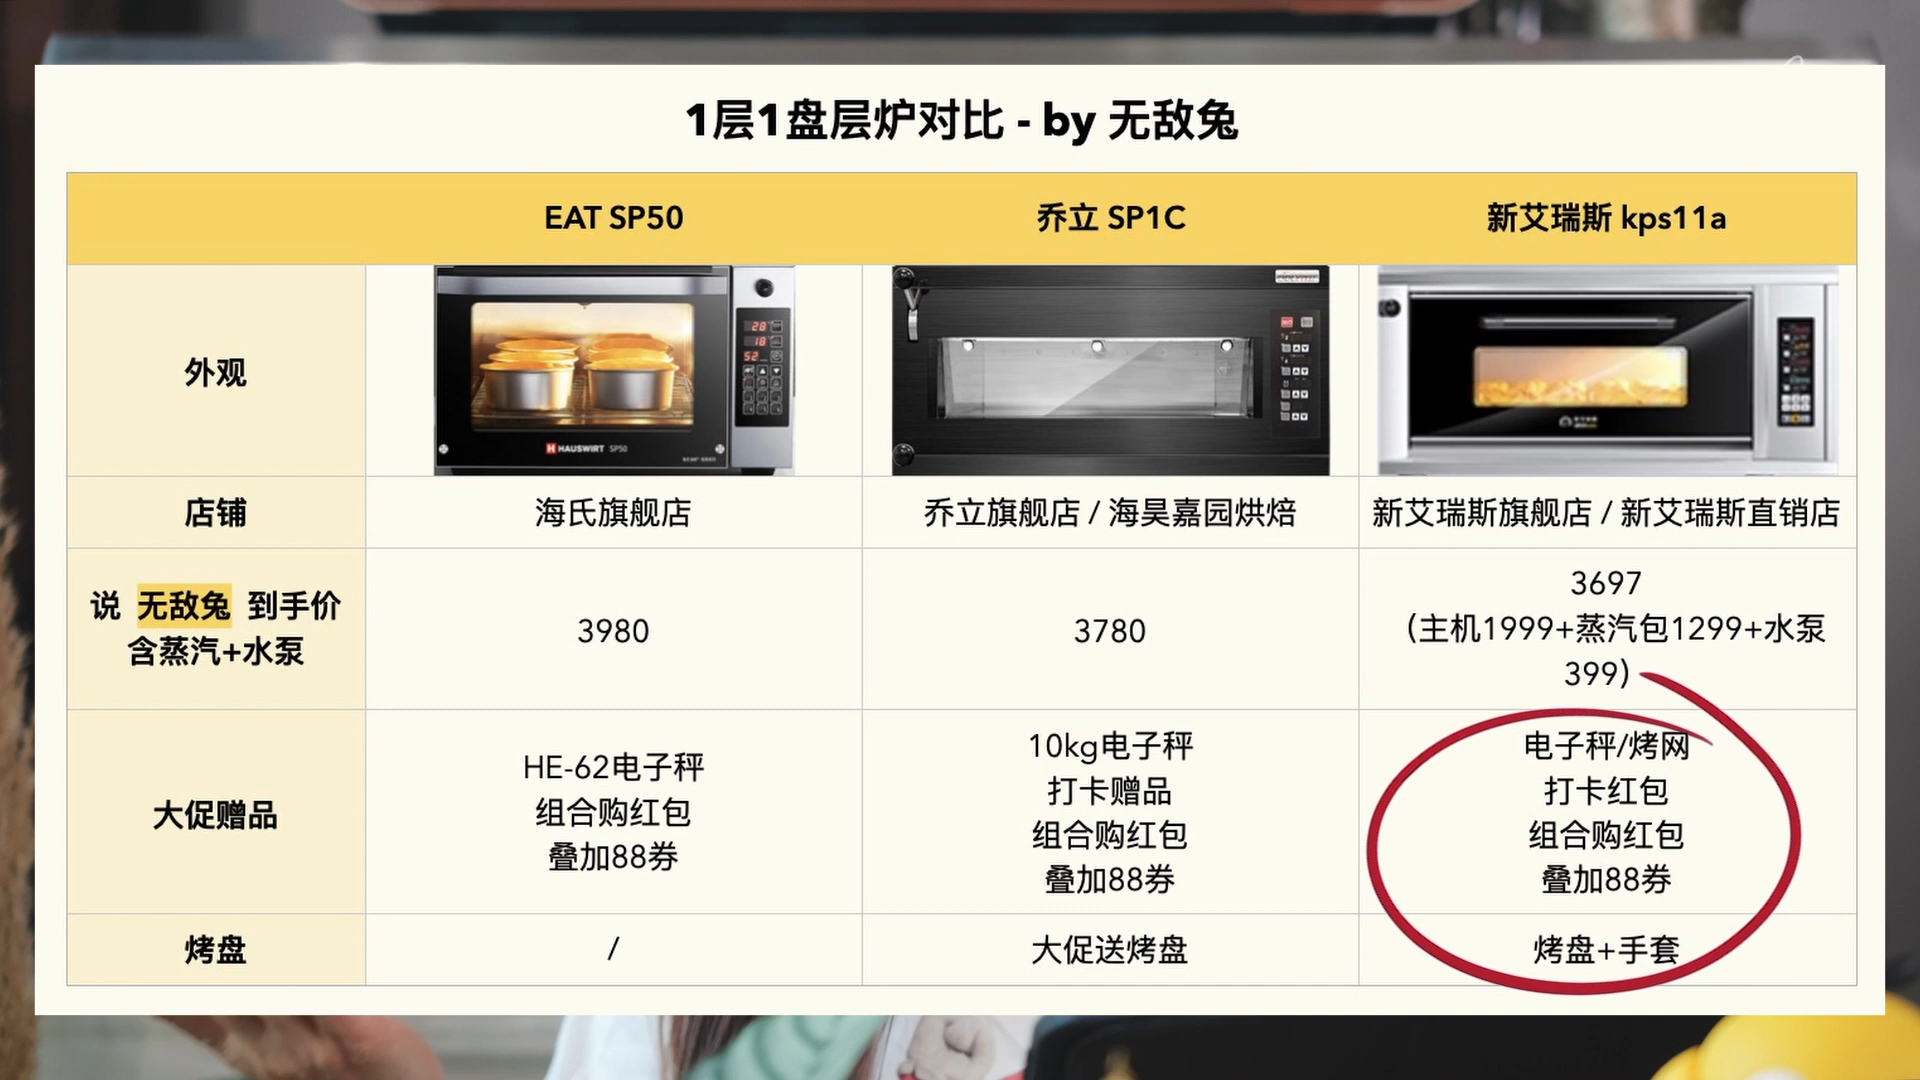 1层1盘层炉对比 - by 无敌兔
EAT SP50
乔立 SP1C
新艾瑞斯 kps11a
外观
28
18
52
HAUSWIRT SP50
店铺
海氏旗舰店
乔立旗舰店 / 海昊嘉园烘焙
新艾瑞斯旗舰店 / 新艾瑞斯直销店
说 无敌兔 到手价
含蒸汽+水泵
3980
3780
3697
（主机1999+蒸汽包1299+水泵
399）
大促赠品
HE-62电子秤
组合购红包
叠加88券
10kg电子秤
打卡赠品
组合购红包
叠加88券
电子秤/烤网
打卡红包
组合购红包
叠加88券
烤盘
/
大促送烤盘
烤盘+手套